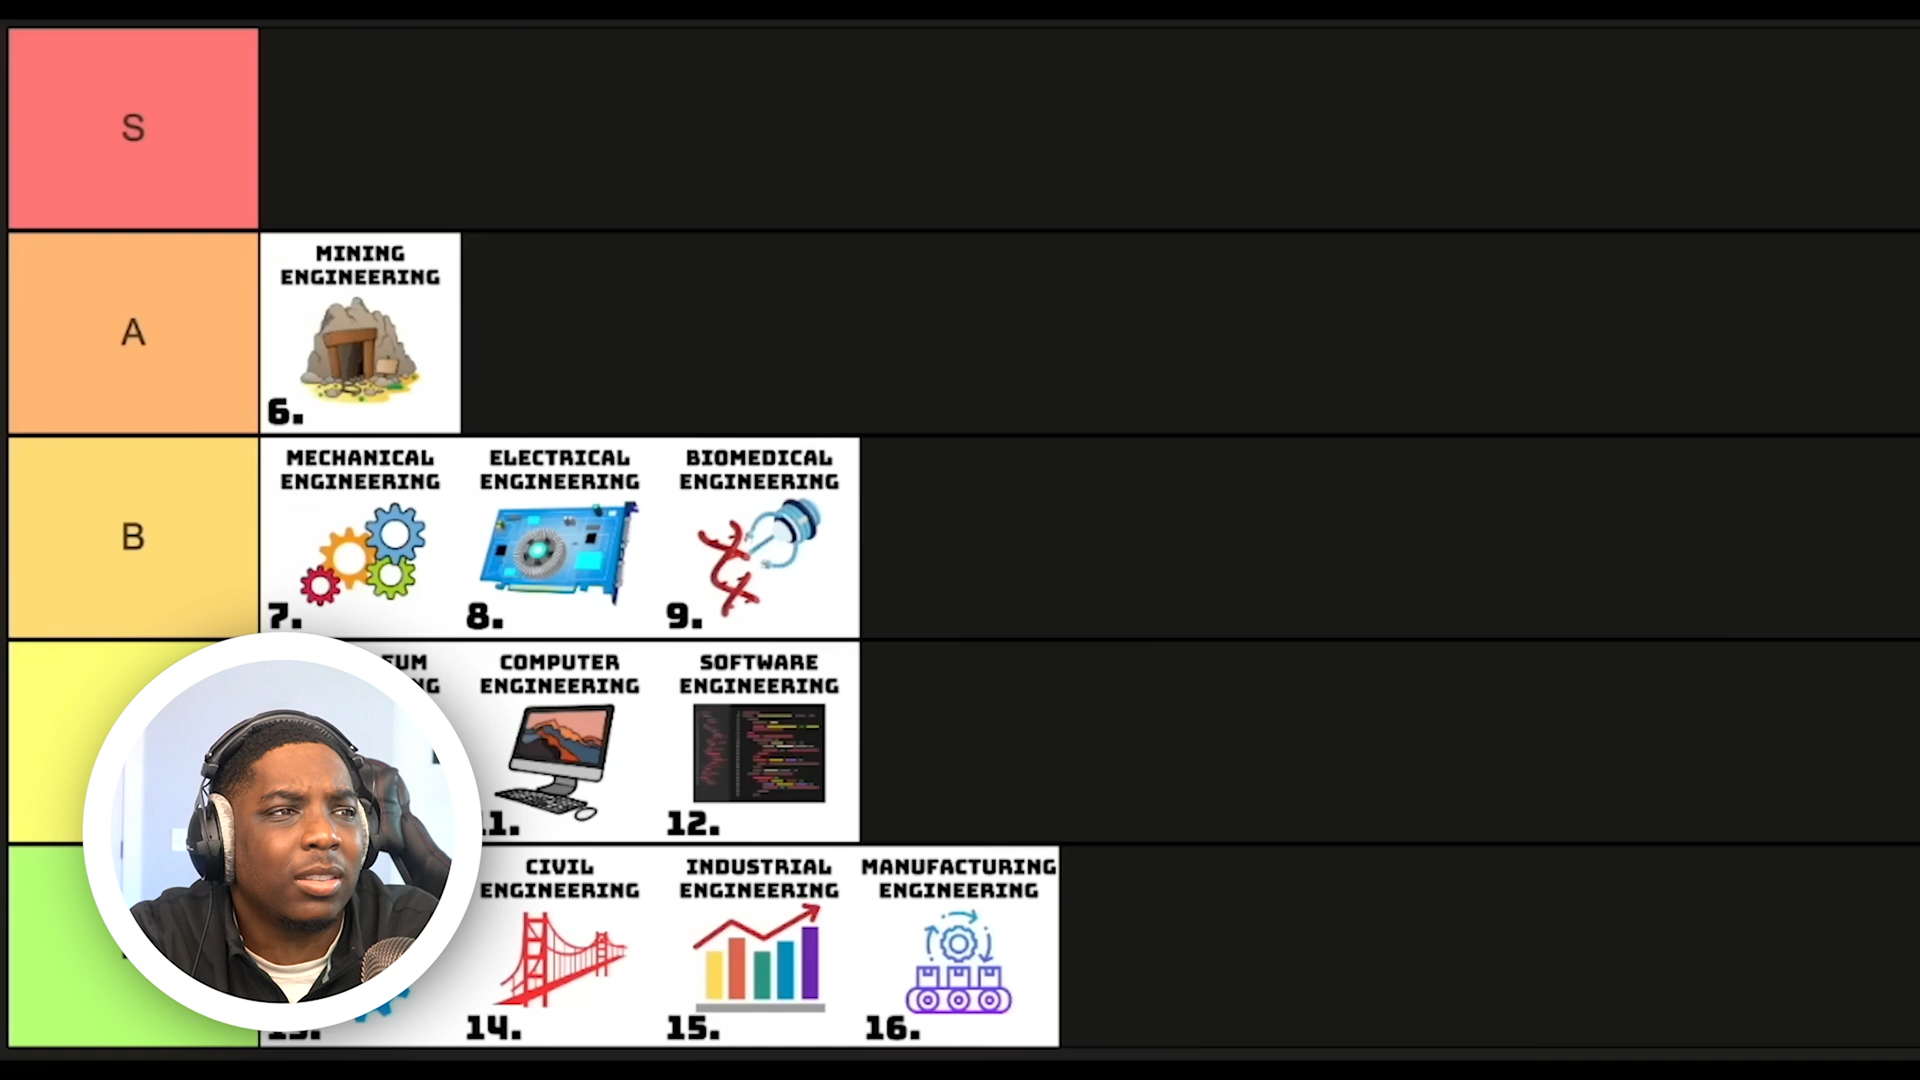 S
A
MINING
ENGINEERING
6.
B
MECHANICAL
ENGINEERING
7.
ELECTRICAL
ENGINEERING
8.
BIOMEDICAL
ENGINEERING
9.
COMPUTER
ENGINEERING
11.
SOFTWARE
ENGINEERING
12.
CIVIL
ENGINEERING
14.
INDUSTRIAL
ENGINEERING
15.
MANUFACTURING
ENGINEERING
16.